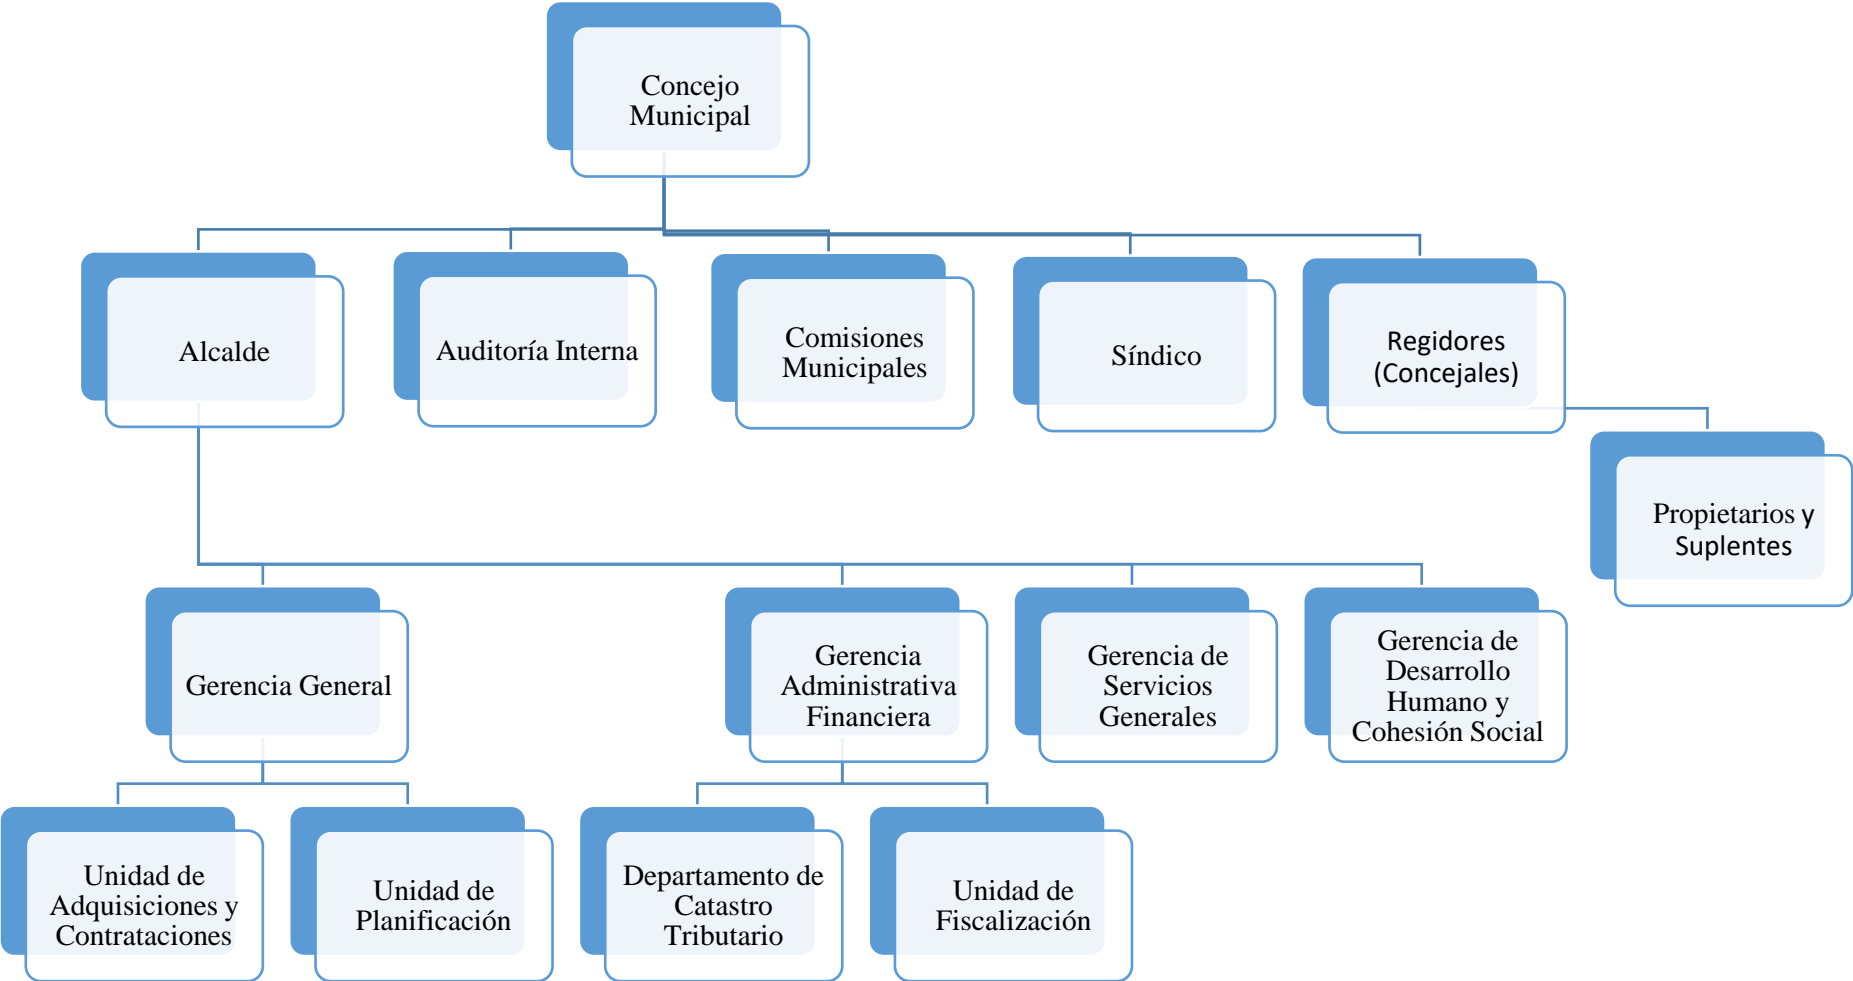 Concejo
Municipal
Alcalde
Auditoría Interna
Comisiones
Municipales
Síndico
Regidores
(Concejales)
Propietarios y
Suplentes
Gerencia General
Gerencia
Administrativa
Financiera
Gerencia de
Servicios
Generales
Gerencia de
Desarrollo
Humano y
Cohesión Social
Unidad de
Adquisiciones y
Contrataciones
Unidad de
Planificación
Departamento de
Catastro
Tributario
Unidad de
Fiscalización